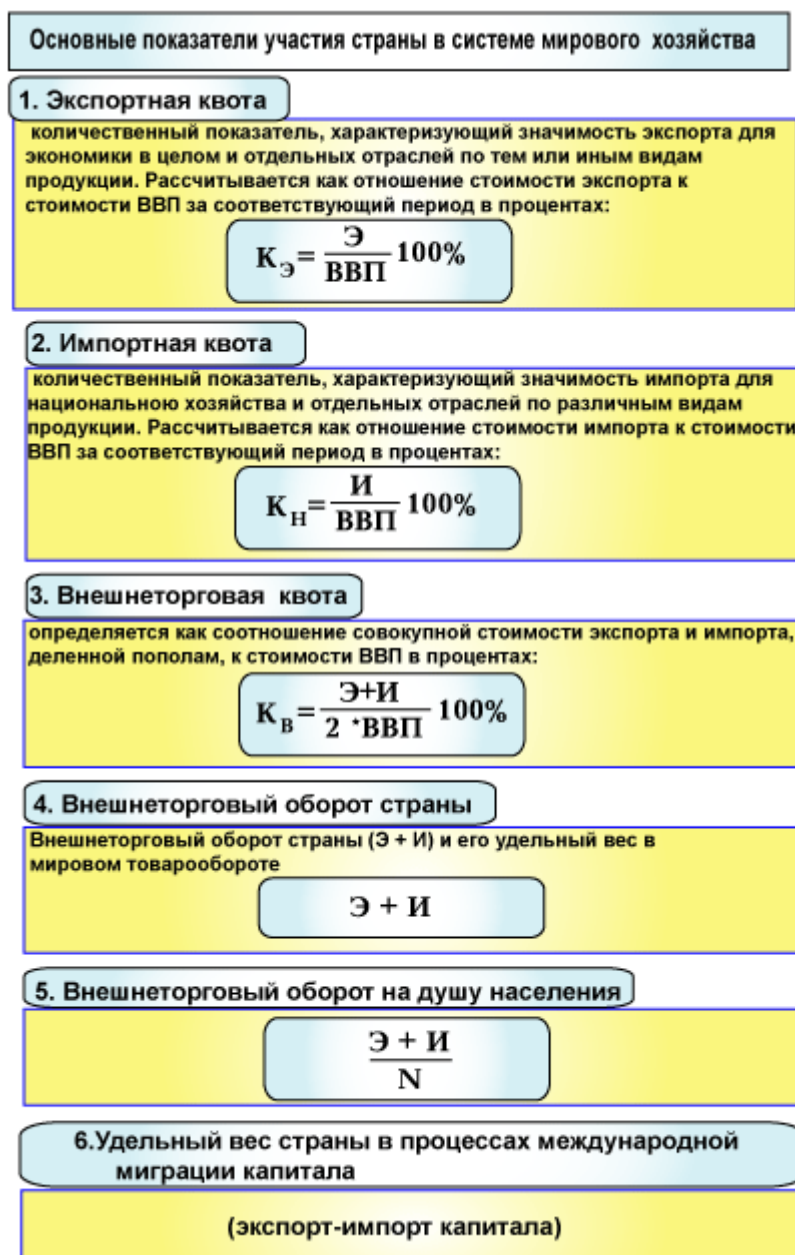 Основные показатели участия страны в системе мирового хозяйства
1. Экспортная квота
количественный показатель, характеризующий значимость экспорта для
экономики в целом и отдельных отраслей по тем или иным видам
продукции. Рассчитывается как отношение стоимости экспорта к
стоимости ВВП за соответствующий период в процентах:
К Э = Э / ВВП 100%
2. Импортная квота
количественный показатель, характеризующий значимость импорта для
национальною хозяйства и отдельных отраслей по различным видам
продукции. Рассчитывается как отношение стоимости импорта к стоимости
ВВП за соответствующий период в процентах:
К Н = И / ВВП 100%
3. Внешнеторговая квота
определяется как соотношение совокупной стоимости экспорта и импорта,
деленной пополам, к стоимости ВВП в процентах:
К В = Э+И / 2 *ВВП 100%
4. Внешнеторговый оборот страны
Внешнеторговый оборот страны (Э + И) и его удельный вес в
мировом товарообороте
Э + И
5. Внешнеторговый оборот на душу населения
Э + И / N
6.Удельный вес страны в процессах международной
миграции капитала
(экспорт-импорт капитала)